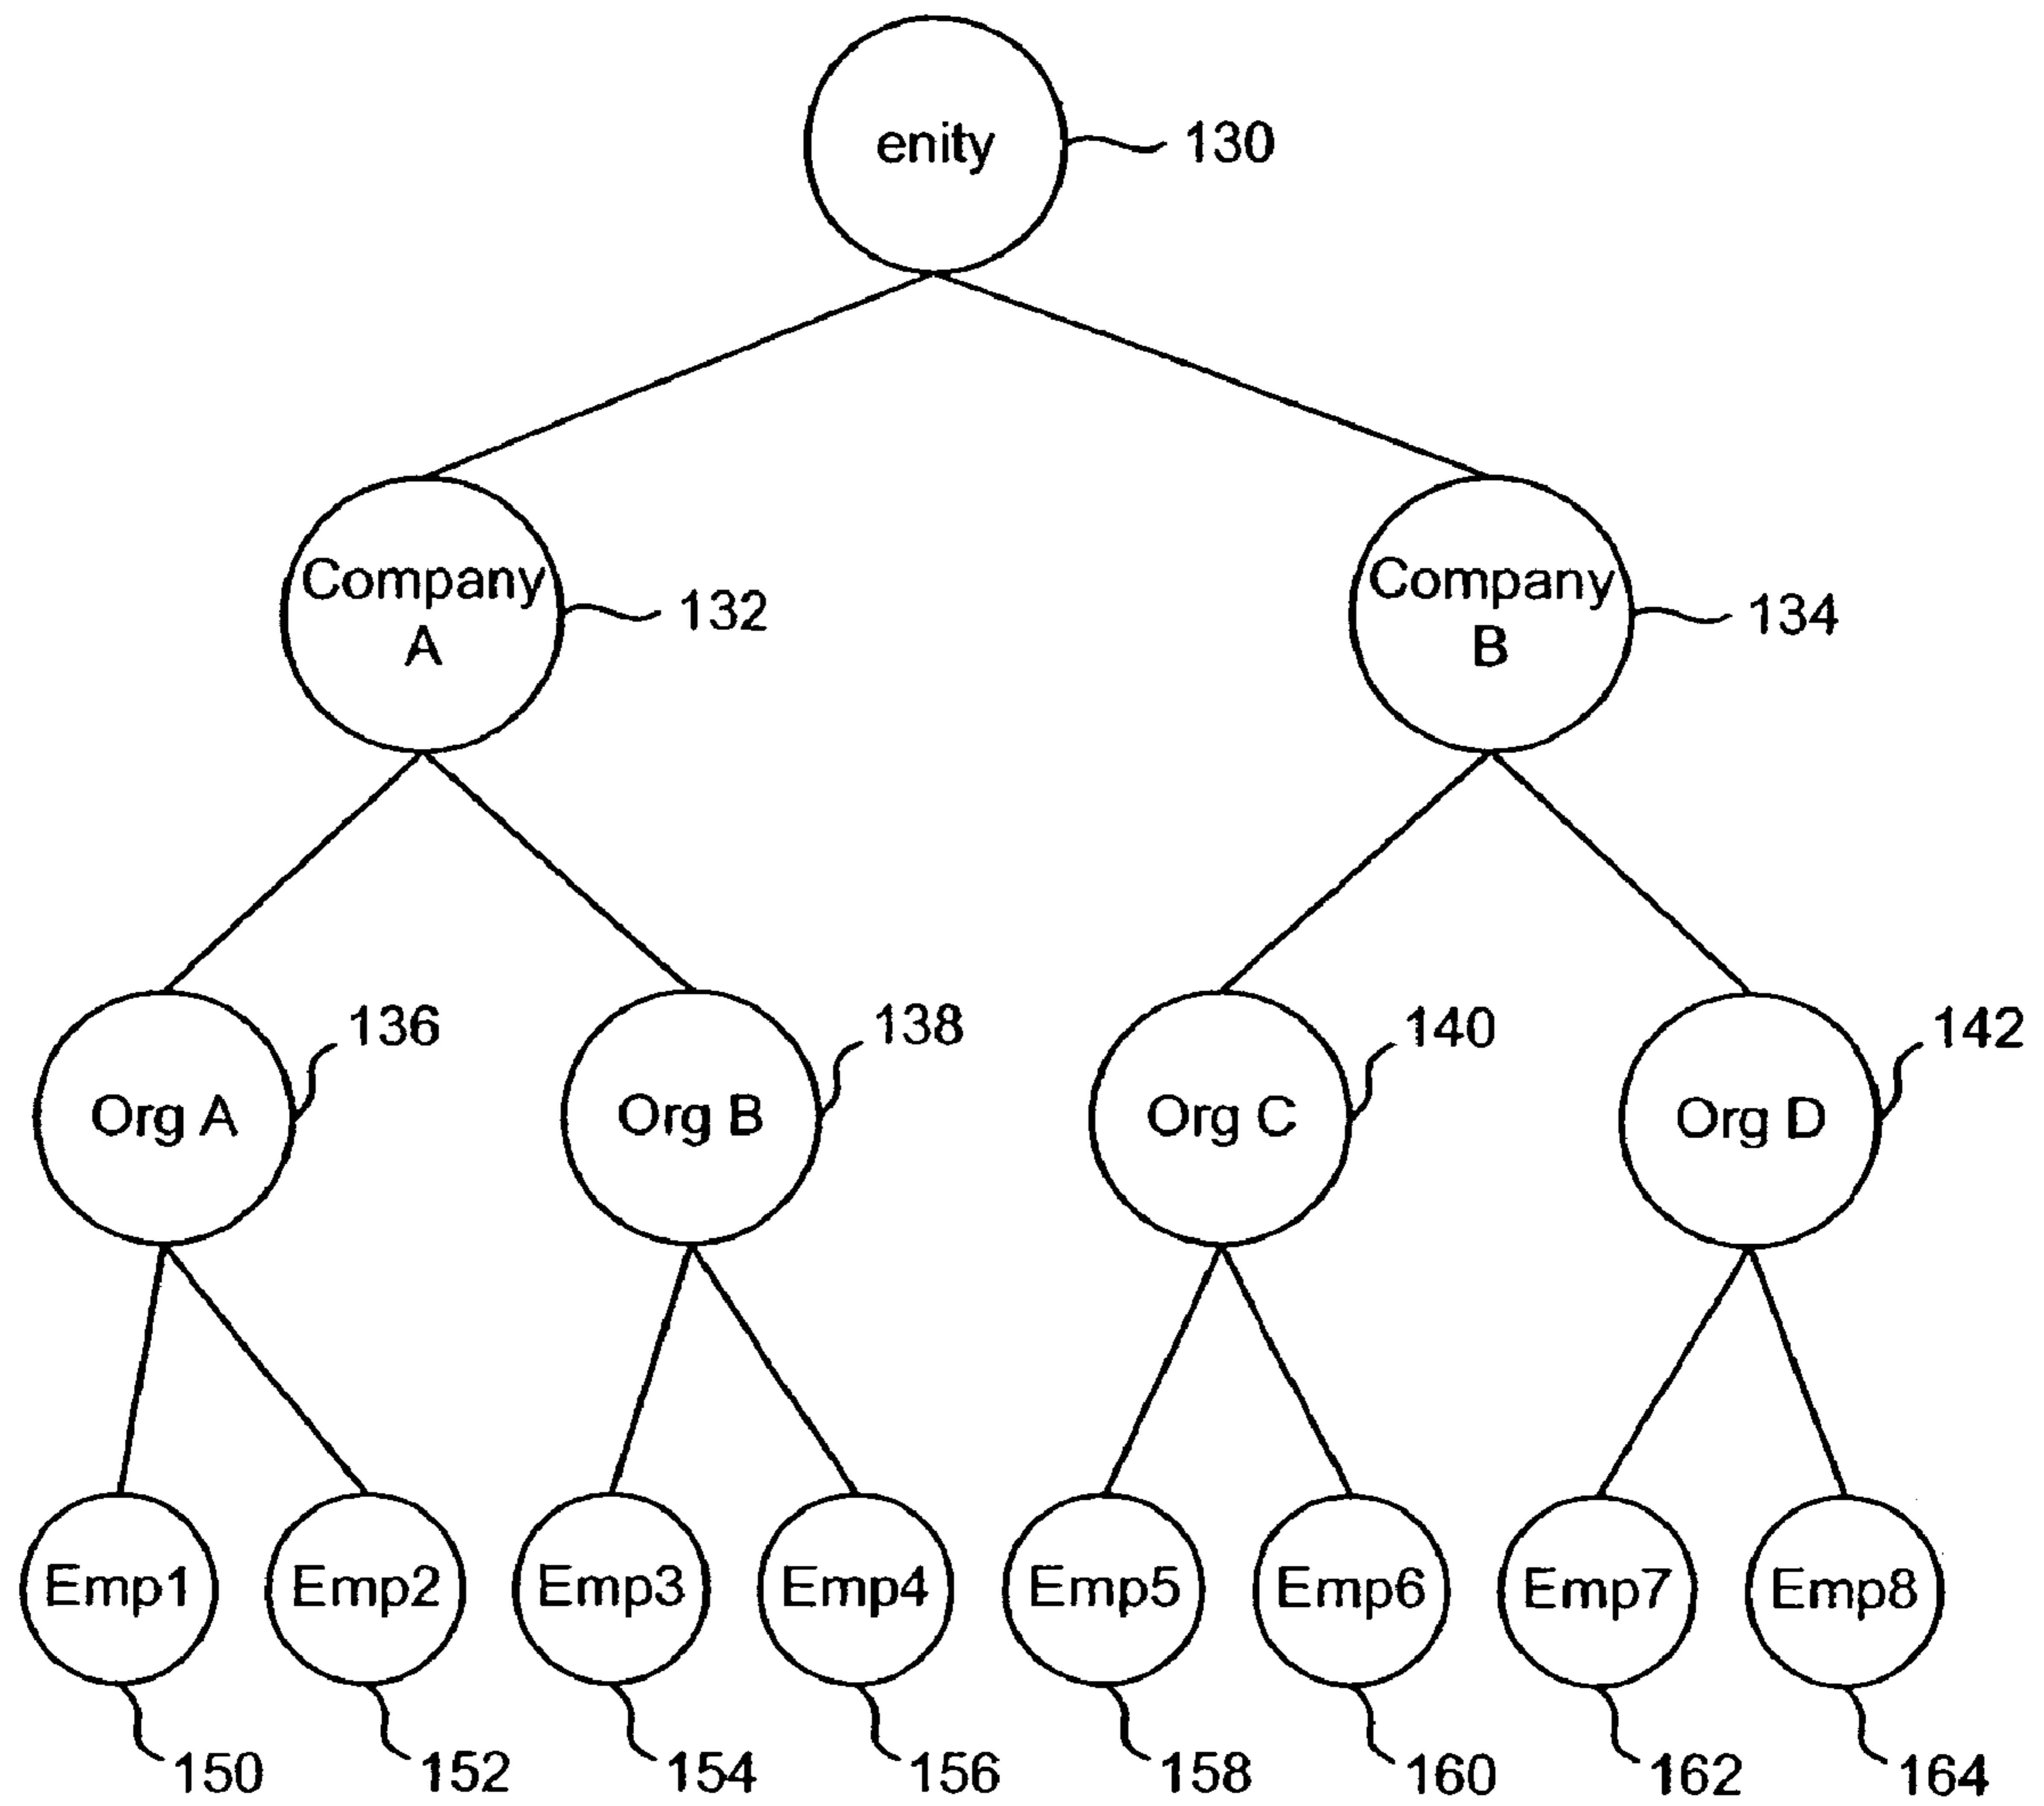 enity
130
Company
A
132
Company
B
134
136
138
140
142
Org A
Org B
Org C
Org D
Emp1
Emp2
Emp3
Emp4
Emp5
Emp6
Emp7
Emp8
150
152
154
156
158
160
162
164